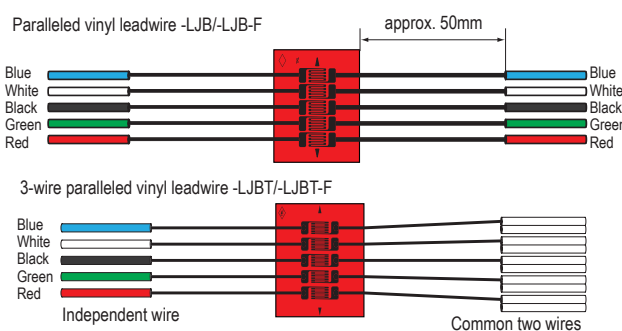 Paralleled vinyl leadwire -LJB/-LJB-F
approx. 50mm
Blue
White
Black
Green
Red
Blue
White
Black
Green
Red
3-wire paralleled vinyl leadwire -LJBT/-LJBT-F
Blue
White
Black
Green
Red
Independent wire
Common two wires